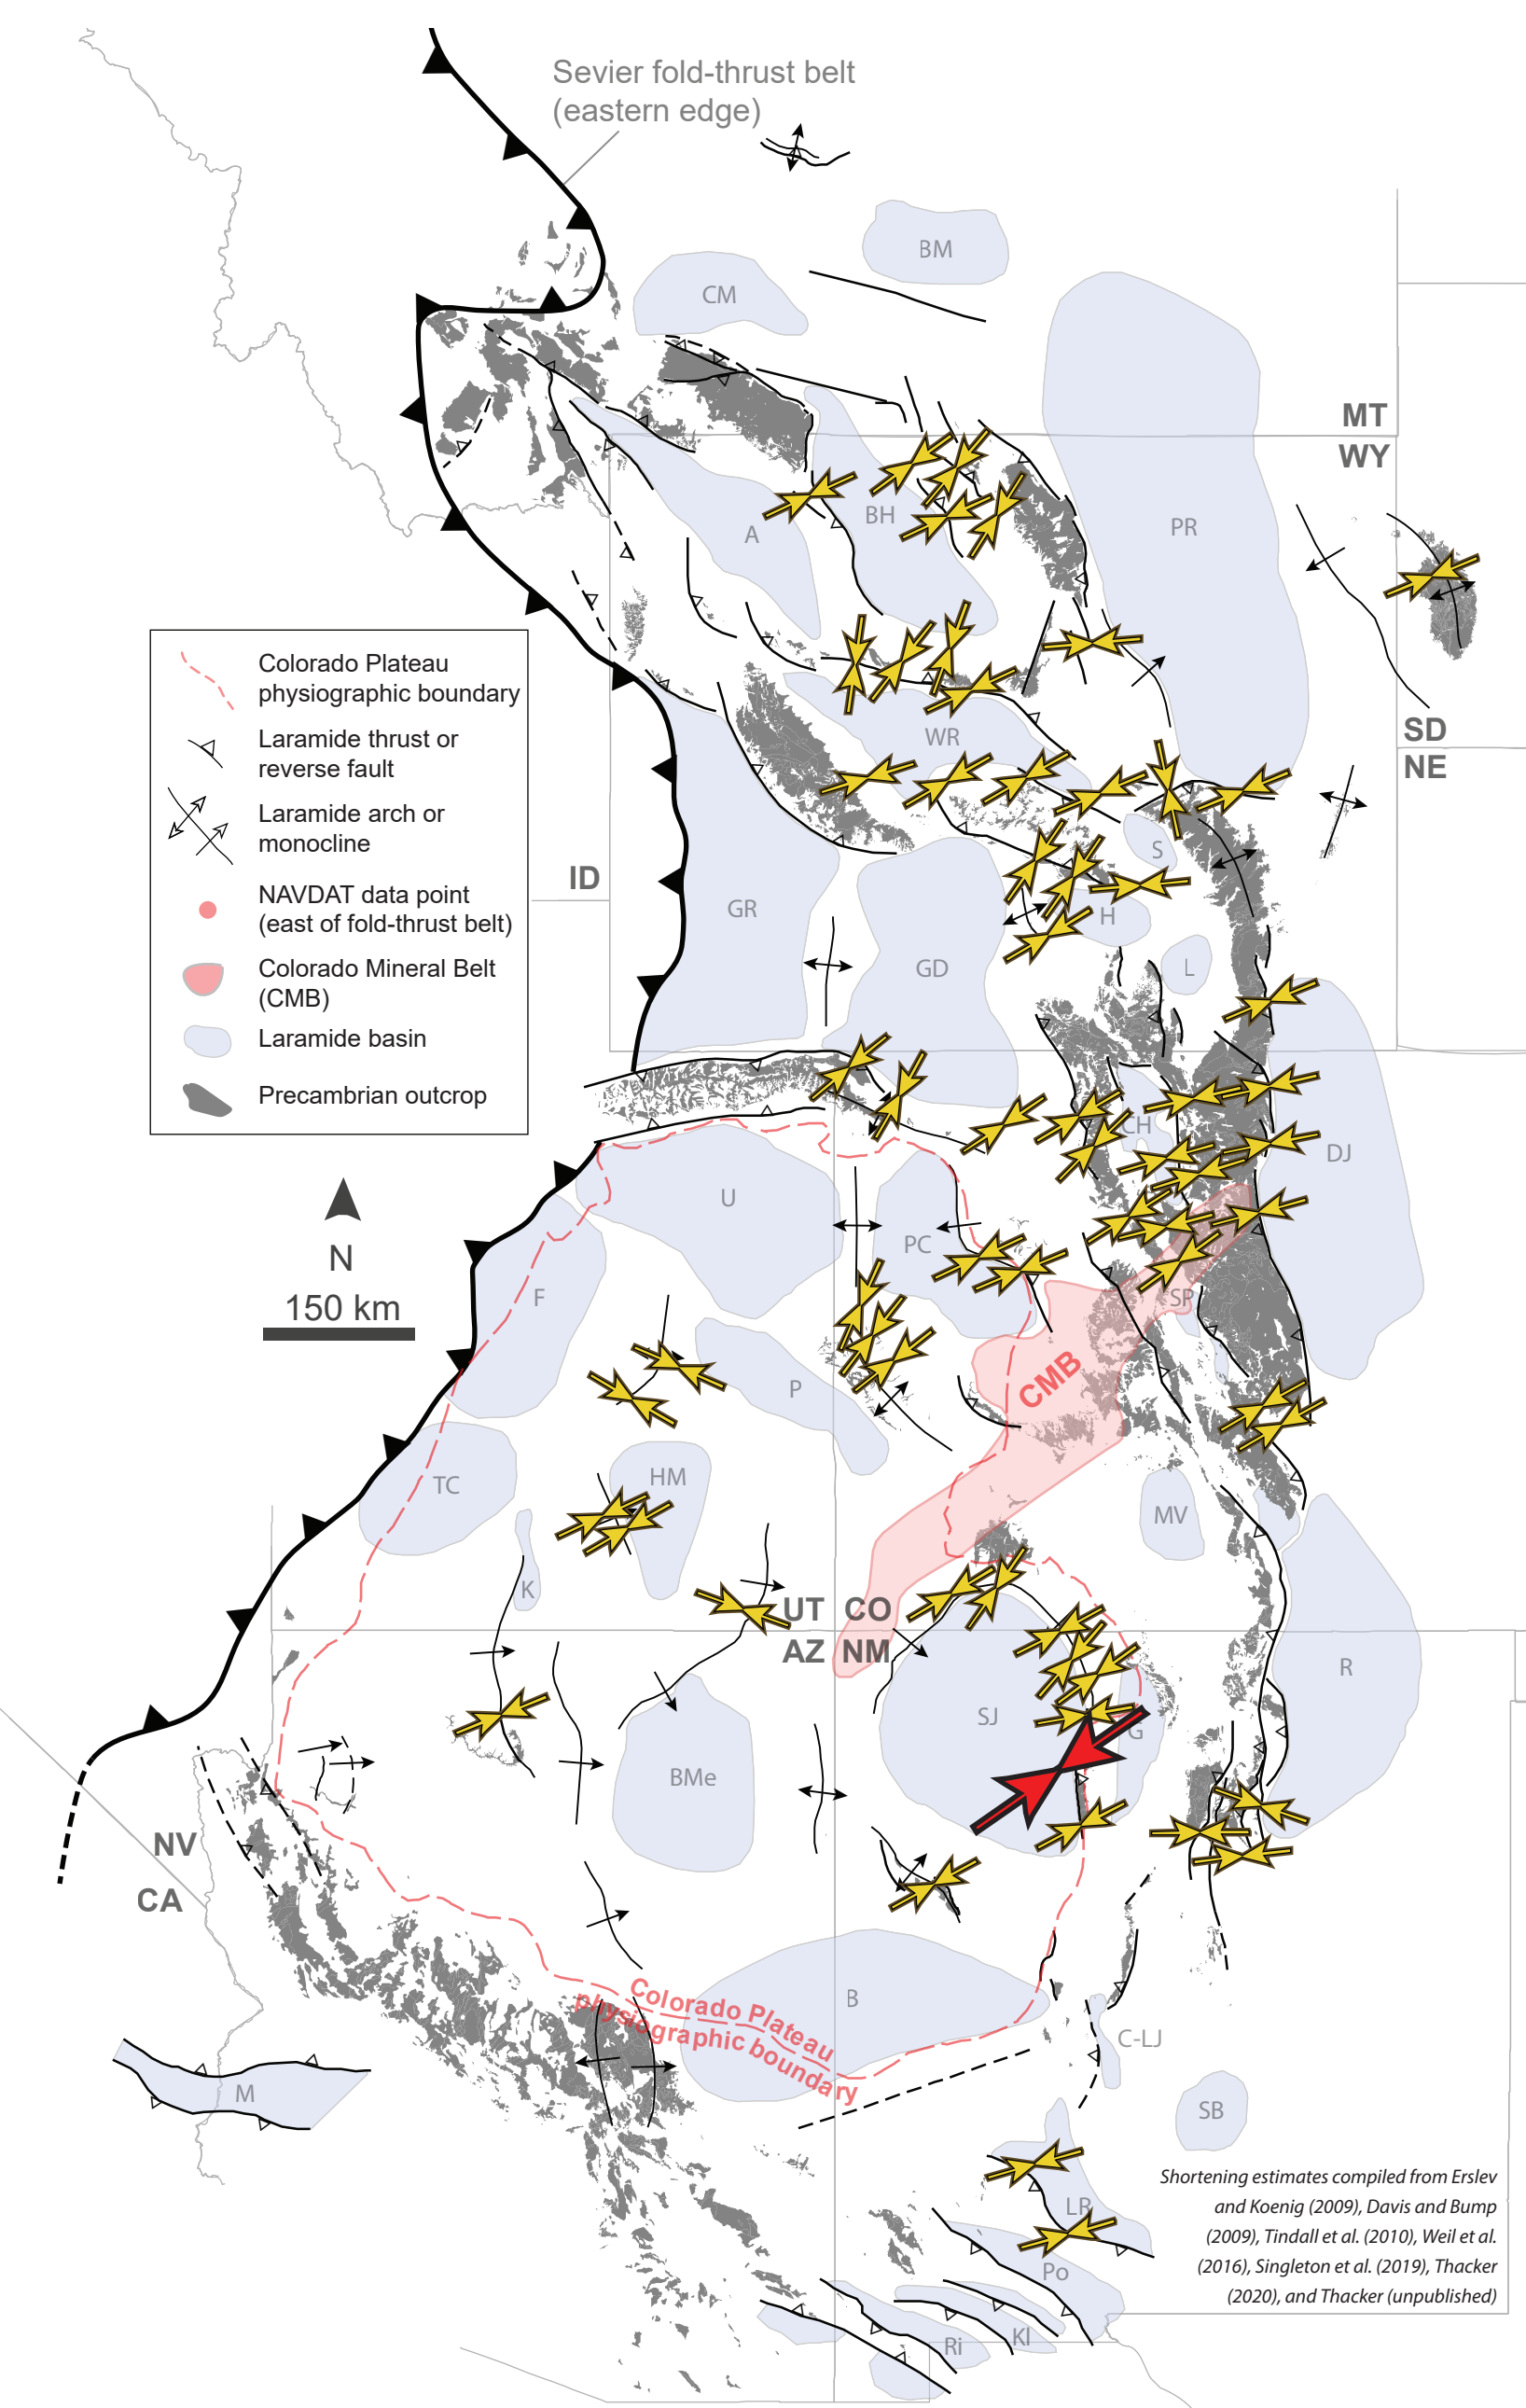 Sevier fold-thrust belt
(eastern edge)
BM
CM
MT
WY
BH
A
PR
Colorado Plateau
physiographic boundary
Laramide thrust or
reverse fault
Laramide arch or
monocline
NAVDAT data point
(east of fold-thrust belt)
Colorado Mineral Belt
(CMB)
Laramide basin
Precambrian outcrop
SD
NE
WR
S
ID
GR
H
GD
L
CH
DJ
U
N
150 km
PC
F
SP
CMB
P
TC
HM
MV
K
UT CO
AZ NM
R
SJ
G
BMe
NV
CA
Colorado Plateau
physiographic boundary
B
C-LJ
M
SB
LR
Po
Kl
Ri
Shortening estimates compiled from Erslev
and Koenig (2009), Davis and Bump
(2009), Tindall et al. (2010), Weil et al.
(2016), Singleton et al. (2019), Thacker
(2020), and Thacker (unpublished)